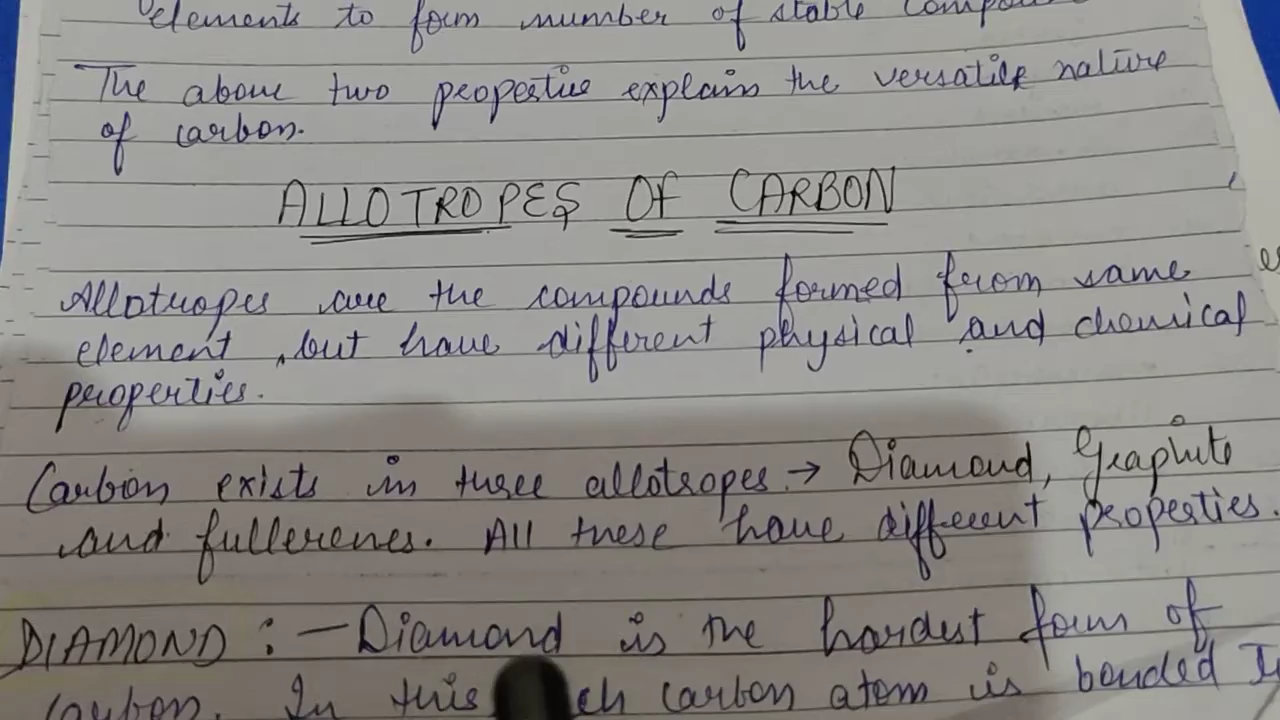 elements to form number of stable compou
The above two properties explain the versatile nature
of carbon.
ALLOTROPES OF CARBON
Allotropes are the compounds formed from same
element, but have different physical and chemical
properties.
Carbon exists in three allotropes → Diamond, Graphite
and fullerenes. All these have different properties.
DIAMOND : — Diamond is the hardest form of
carbon. In this ch carbon atom is bonded